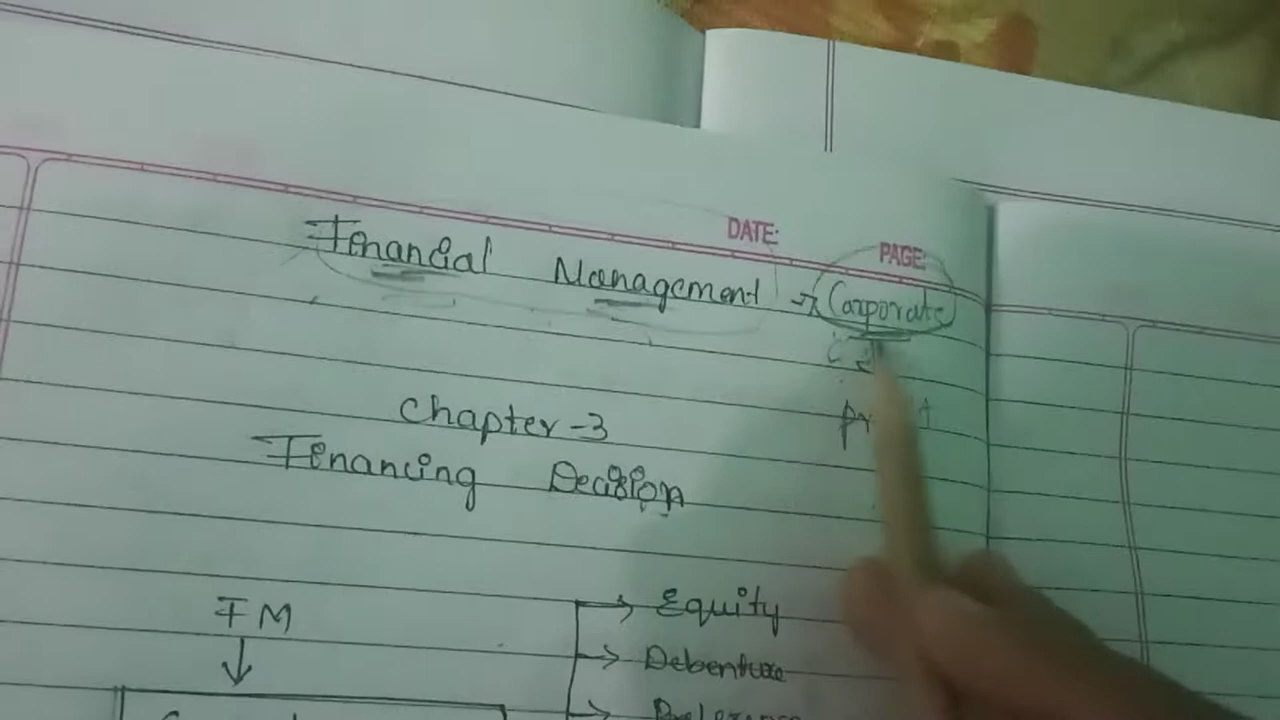 DATE:
PAGE:
Financial Management → Corporate
Chapter-3
Financing Decision
FM
Equity
Debenture